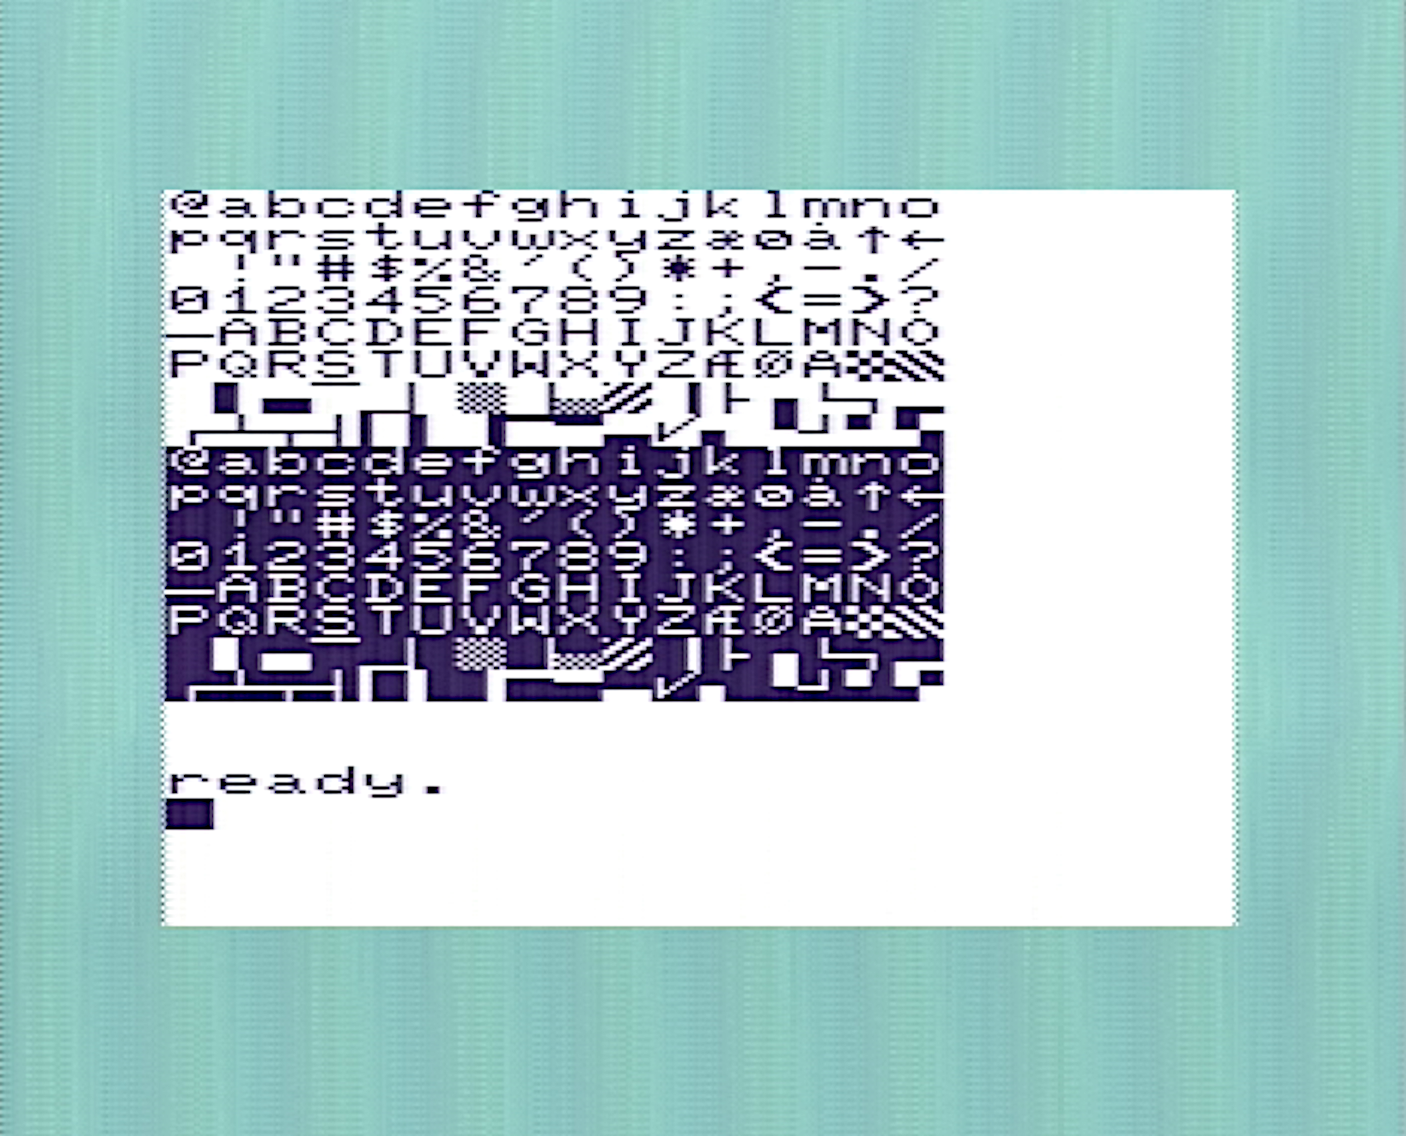 @abcdefghijklmno
pqrstuvwxyzæøå↑←
!"#$%&´()*+,-./
0123456789:;<=>?
─ABCDEFGHIJKLMNO
PQRSTUVWXYZÆØÅ
@abcdefghijklmno
pqrstuvwxyzæøå↑←
!"#$%&´()*+,-./
0123456789:;<=>?
─ABCDEFGHIJKLMNO
PQRSTUVWXYZÆØÅ
ready.